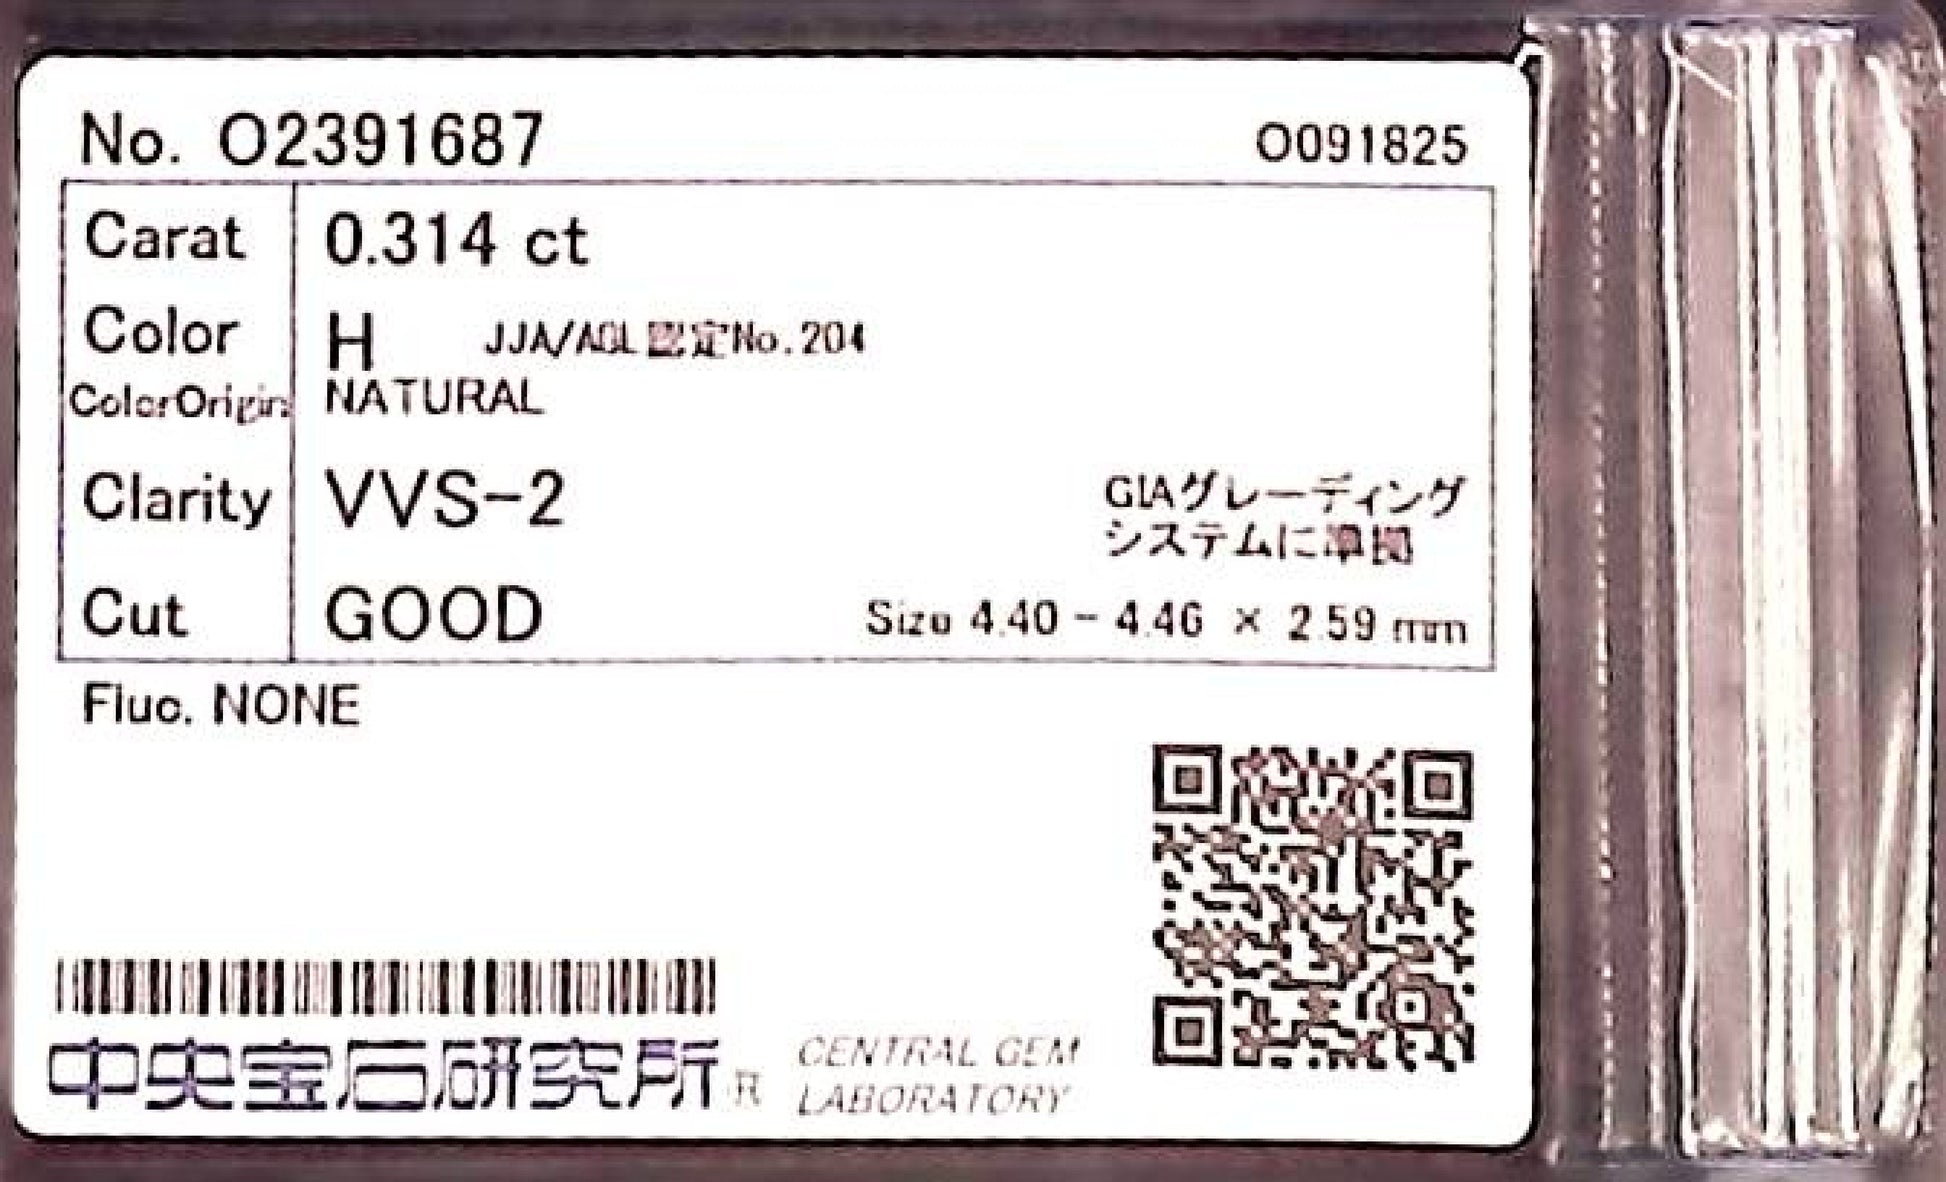 No. O2391687
O091825
Carat 0.314 ct
Color H JJA/AGL認定No.204
ColorOrigin NATURAL
Clarity VVS-2
GIAグレーディング
システムに準拠
Cut GOOD
Size 4.40 - 4.46 × 2.59 mm
Fluo. NONE
中央宝石研究所®
CENTRAL GEM
LABORATORY